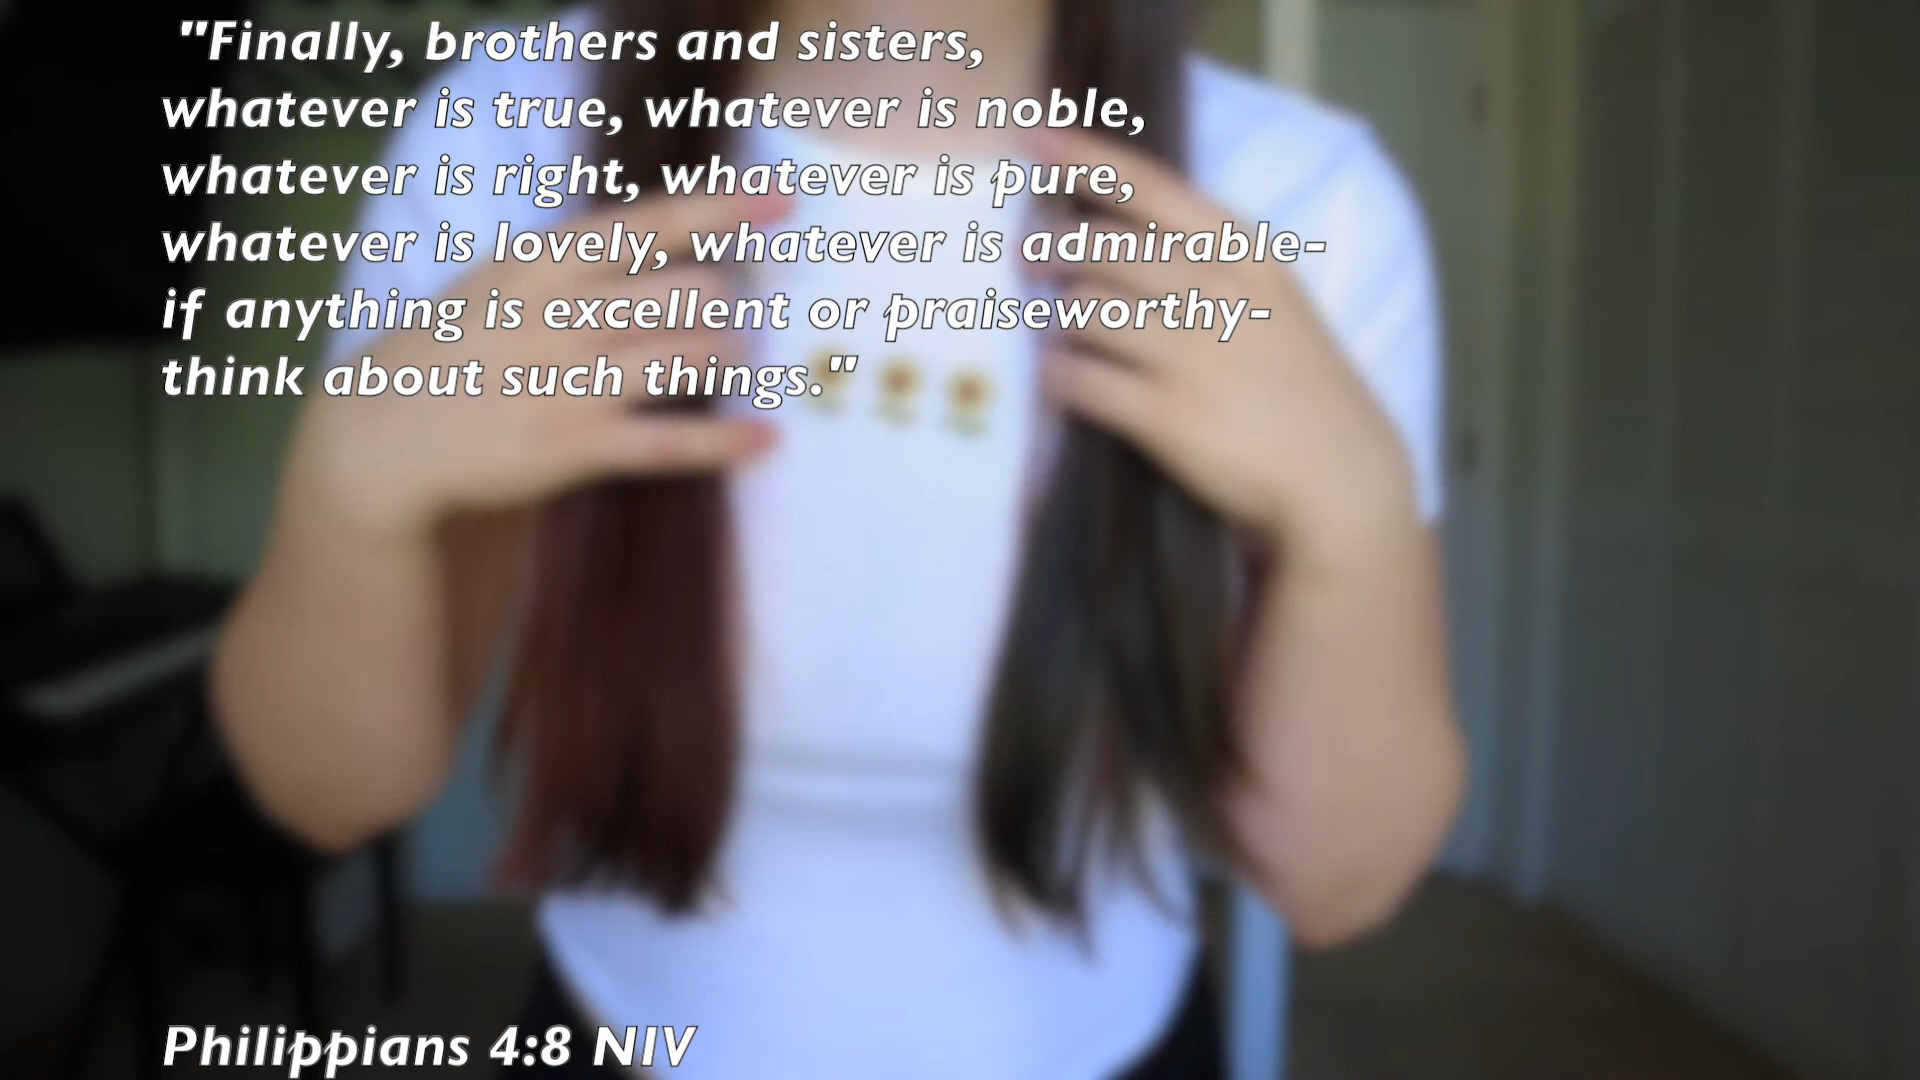 "Finally, brothers and sisters,
whatever is true, whatever is noble,
whatever is right, whatever is pure,
whatever is lovely, whatever is admirable-
if anything is excellent or praiseworthy-
think about such things."
Philippians 4:8 NIV